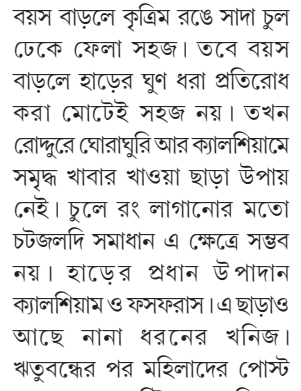 বয়স বাড়লে কৃত্রিম রঙে সাদা চুল
ঢেকে ফেলা সহজ। তবে বয়স
বাড়লে হাড়ের ঘুণ ধরা প্রতিরোধ
করা মোটেই সহজ নয়। তখন
রোদ্দুরে ঘোরাঘুরি আর ক্যালশিয়ামে
সমৃদ্ধ খাবার খাওয়া ছাড়া উপায়
নেই। চুলে রং লাগানোর মতো
চটজলদি সমাধান এ ক্ষেত্রে সম্ভব
নয়। হাড়ের প্রধান উপাদান
ক্যালশিয়াম ও ফসফরাস। এ ছাড়াও
আছে নানা ধরনের খনিজ।
ঋতুবন্ধের পর মহিলাদের পোস্ট